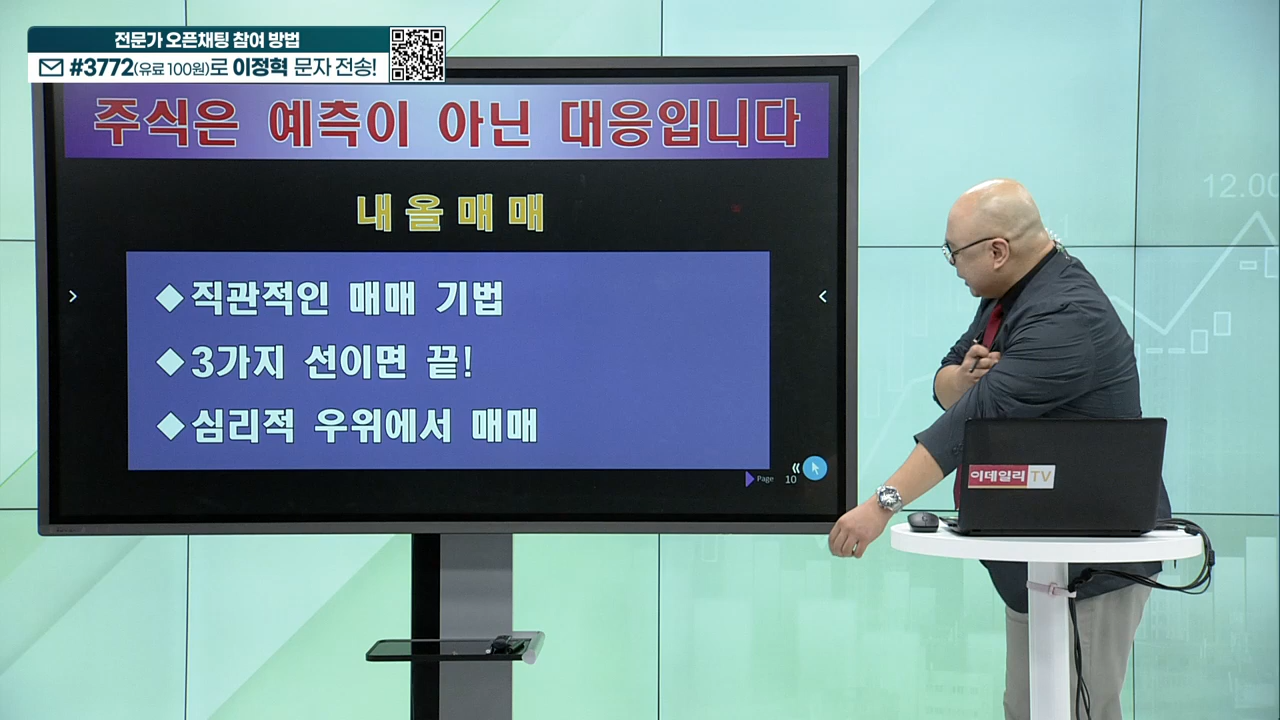 전문가 오픈채팅 참여 방법
#3772(유료 100원)로 이정혁 문자 전송!
주식은 예측이 아닌 대응입니다
내올매매
◆직관적인 매매 기법
◆3가지 선이면 끝!
◆심리적 우위에서 매매
Page 10
이데일리 TV
12.00